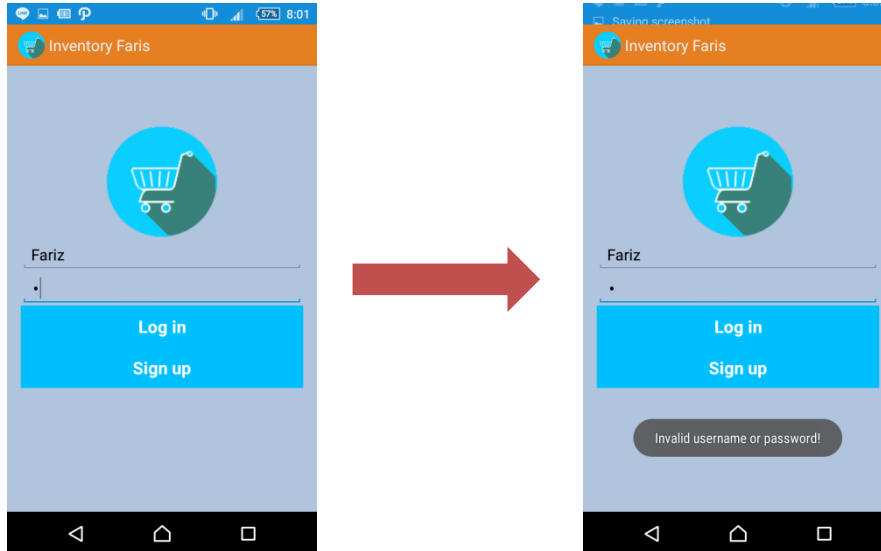 57% 8:01
Inventory Faris
Fariz
•
Log in
Sign up
Saving screenshot
Inventory Faris
Fariz
•
Log in
Sign up
Invalid username or password!